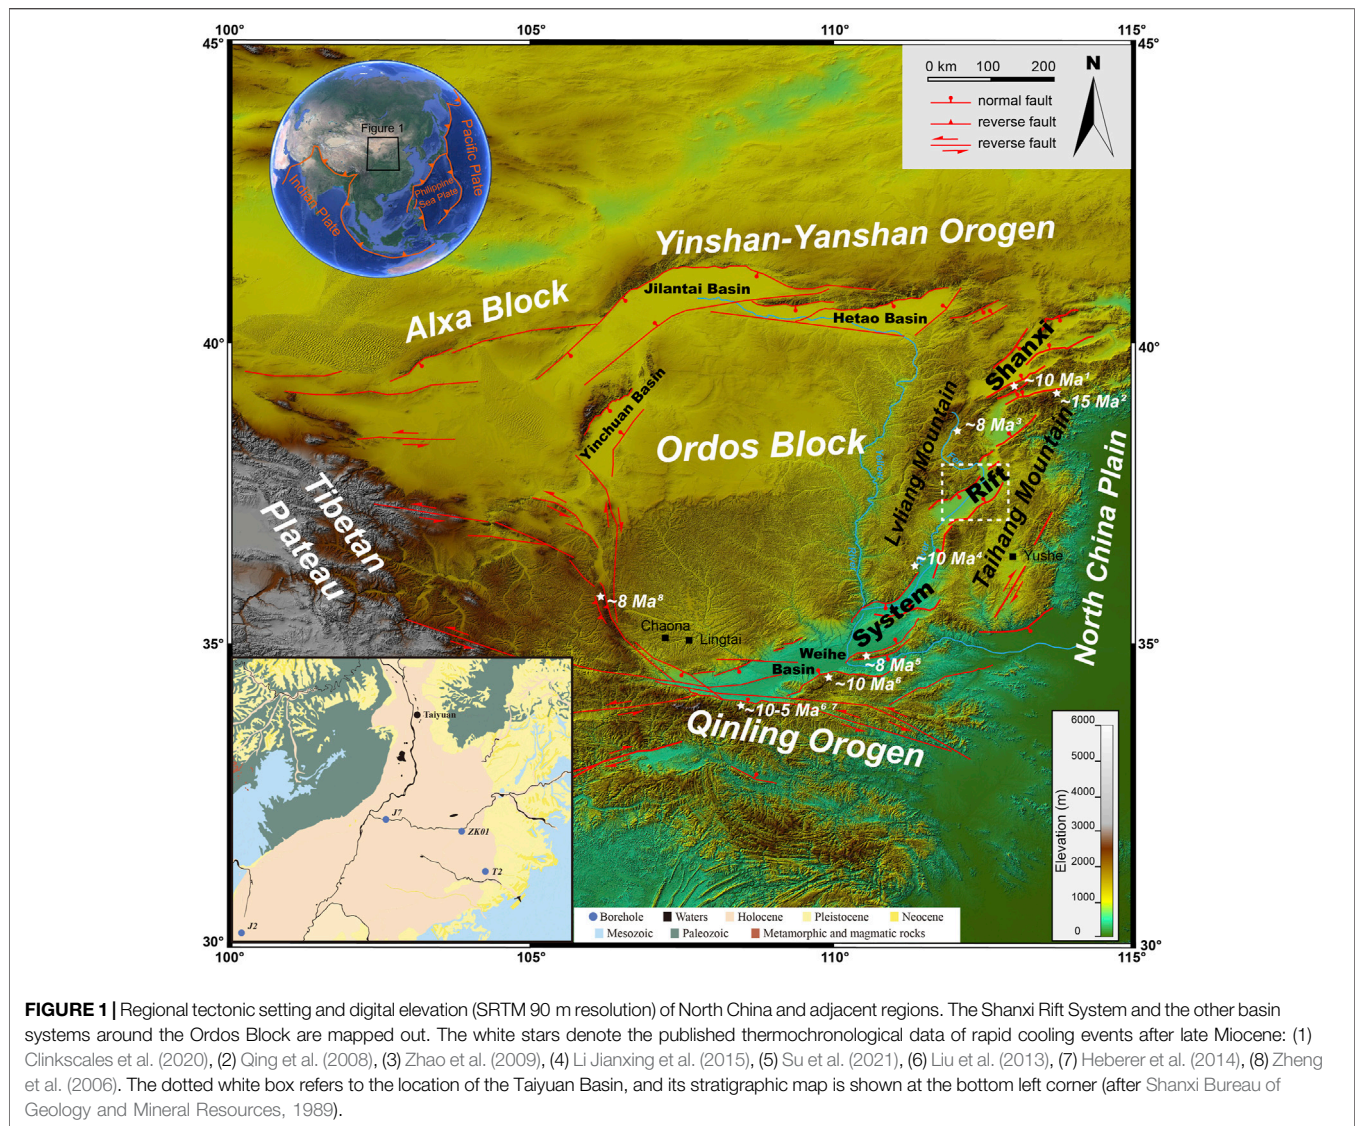 100°
105°
110°
115°
45°
45°
0 km 100 200
N
normal fault
reverse fault
reverse fault
Figure 1
Pacific Plate
Philippine
Sea Plate
Indian Plate
Yinshan-Yanshan Orogen
Alxa Block
Jilantai Basin
Hetao Basin
40°
40°
Shanxi
~10 Ma¹
~15 Ma²
Yinchuan Basin
Lvliang Mountain
~8 Ma³
Ordos Block
Rift
Taihang Mountain
North China Plain
Tibetan
Plateau
~10 Ma⁴
Yushe
~8 Ma⁸
System
Chaona
Lingtai
35°
35°
Weihe
Basin
~8 Ma⁵
~10 Ma⁶
~10-5 Ma⁶ ⁷
Qinling Orogen
Taiyuan
J7
ZK01
T2
J2
Elevation (m)
6000
5000
4000
3000
2000
1000
0
Borehole Waters Holocene Pleistocene Neocene
Mesozoic Paleozoic Metamorphic and magmatic rocks
30°
30°
100°
105°
110°
115°
FIGURE 1 | Regional tectonic setting and digital elevation (SRTM 90 m resolution) of North China and adjacent regions. The Shanxi Rift System and the other basin
systems around the Ordos Block are mapped out. The white stars denote the published thermochronological data of rapid cooling events after late Miocene: (1)
Clinkscales et al. (2020), (2) Qing et al. (2008), (3) Zhao et al. (2009), (4) Li Jianxing et al. (2015), (5) Su et al. (2021), (6) Liu et al. (2013), (7) Heberer et al. (2014), (8) Zheng
et al. (2006). The dotted white box refers to the location of the Taiyuan Basin, and its stratigraphic map is shown at the bottom left corner (after Shanxi Bureau of
Geology and Mineral Resources, 1989).